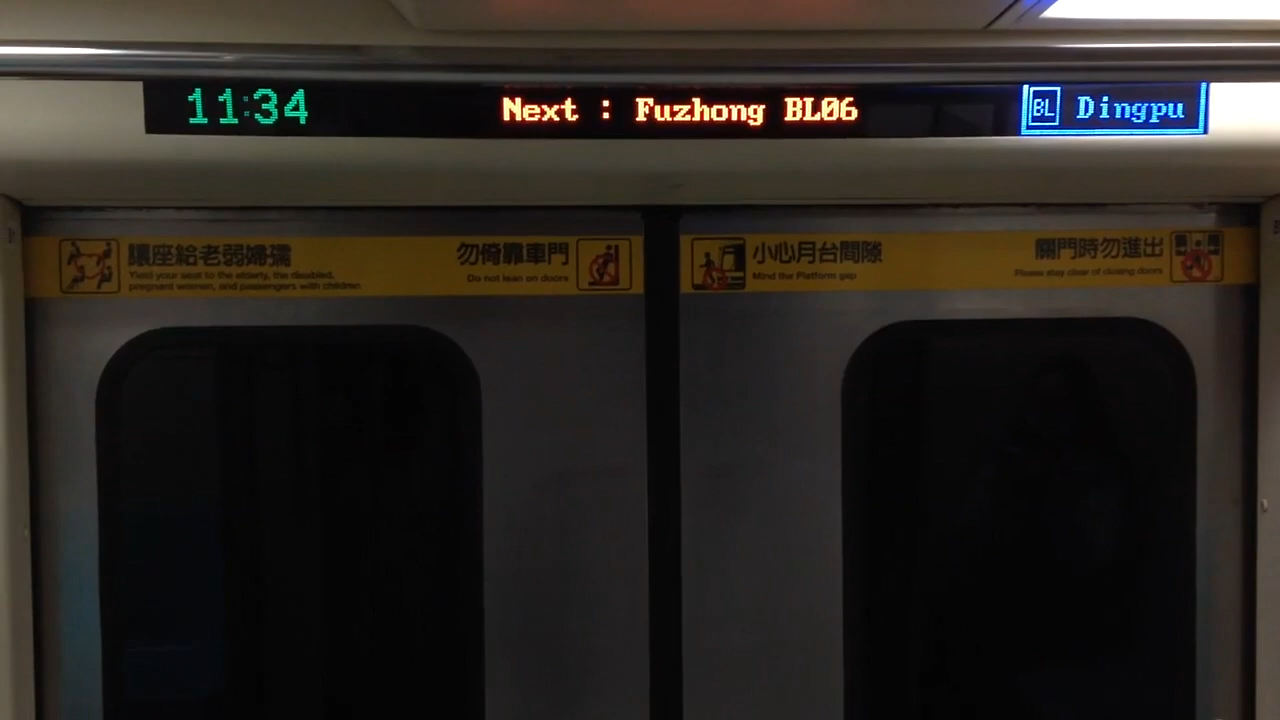 11:34
Next : Fuzhong BL06
BL Dingpu
讓座給老弱婦孺
Yield your seat to the elderly, the disabled,
pregnant women, and passengers with children
勿倚靠車門
Do not lean on doors
小心月台間隙
Mind the Platform gap
關門時勿進出
Please stay clear of closing doors